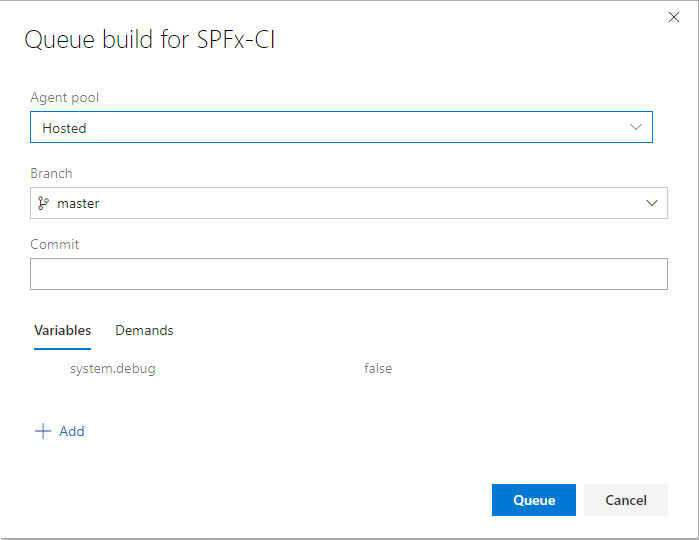 Queue build for SPFx-CI
Agent pool
Hosted
Branch
master
Commit
Variables Demands
system.debug false
Add
Queue Cancel